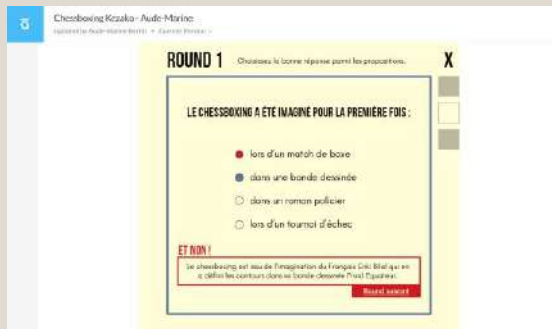 Chessboxing Kezako - Aude-Marine
ROUND 1 Choisissez la bonne réponse parmi les propositions. X
LE CHESSBOXING A ÉTÉ IMAGINÉ POUR LA PREMIÈRE FOIS :
lors d'un match de boxe
dans une bande dessinée
dans un roman policier
lors d'un tournoi d'échec
ET NON !
Le chessboxing est issu de l'imagination du Français Enki Bilal qui en
a défini les contours dans sa bande dessinée Froid Équateur.
Round suivant